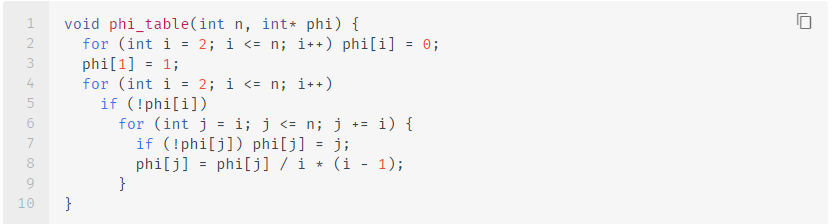 1 void phi_table(int n, int* phi) {
2   for (int i = 2; i <= n; i++) phi[i] = 0;
3   phi[1] = 1;
4   for (int i = 2; i <= n; i++)
5     if (!phi[i])
6       for (int j = i; j <= n; j += i) {
7         if (!phi[j]) phi[j] = j;
8         phi[j] = phi[j] / i * (i - 1);
9       }
10 }